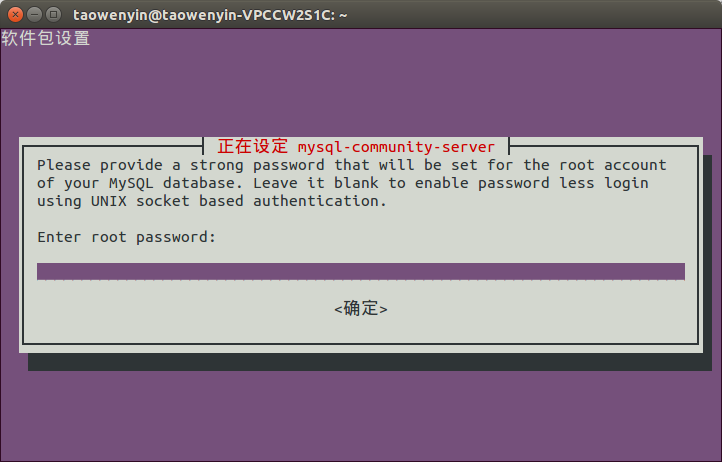 taowenyin@taowenyin-VPCCW2S1C: ~
软件包设置
正在设定 mysql-community-server
Please provide a strong password that will be set for the root account
of your MySQL database. Leave it blank to enable password less login
using UNIX socket based authentication.
Enter root password:
<确定>